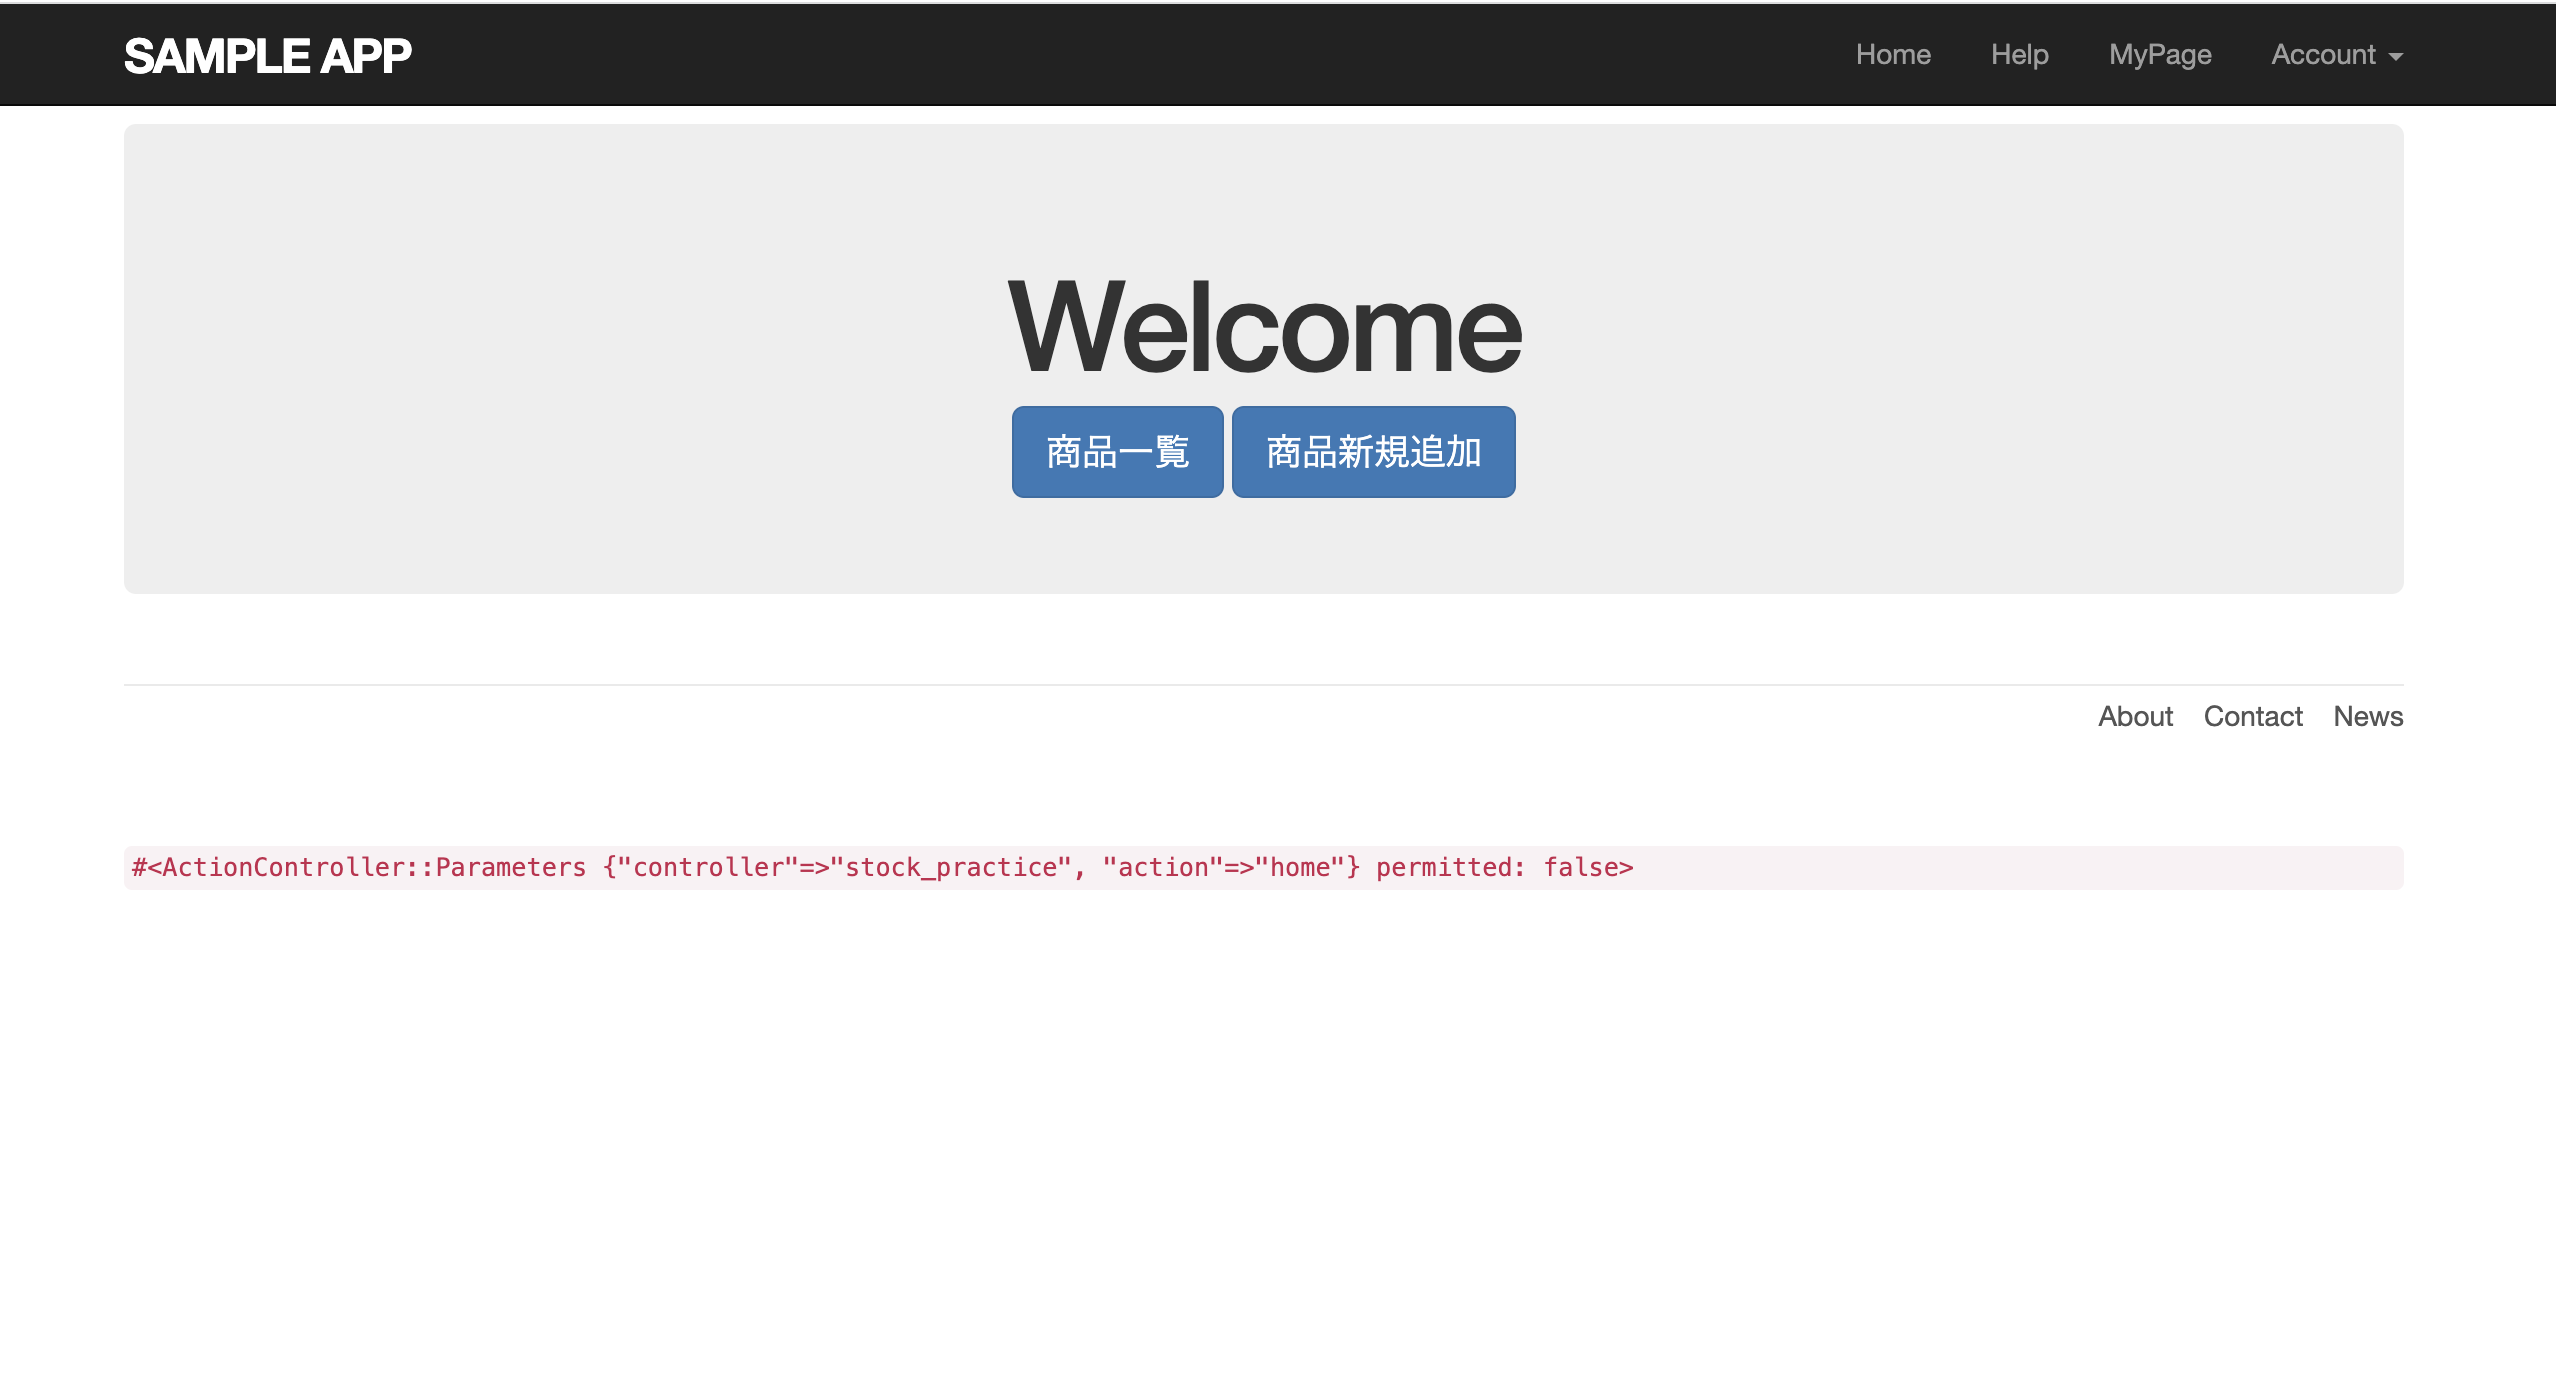 SAMPLE APP
Home Help MyPage Account
Welcome
商品一覧 商品新規追加
About Contact News
#<ActionController::Parameters {"controller"=>"stock_practice", "action"=>"home"} permitted: false>